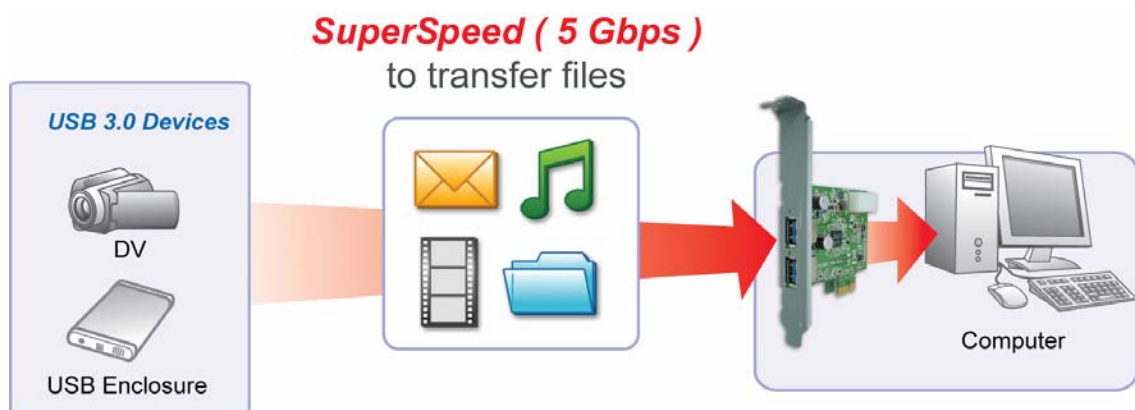 SuperSpeed ( 5 Gbps )
to transfer files
USB 3.0 Devices
DV
USB Enclosure
Computer